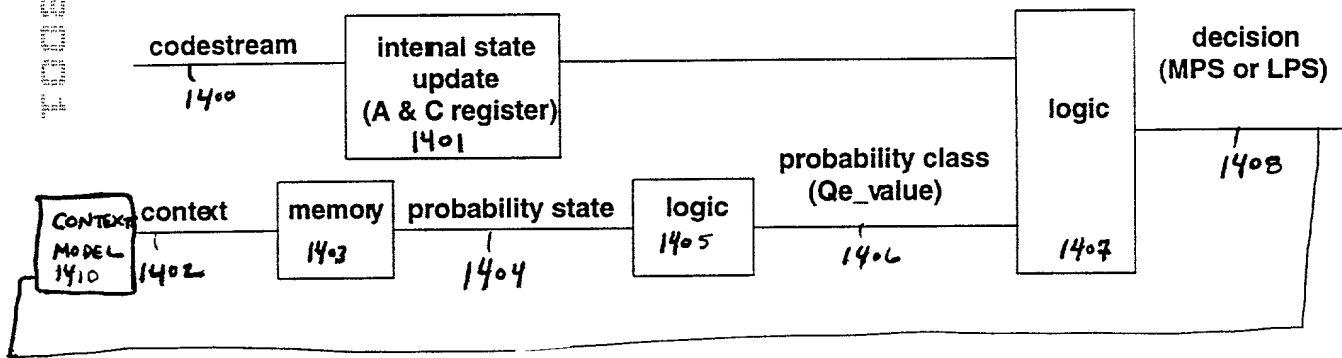 codestream
1400
internal state
update
(A & C register)
1401
logic
1407
decision
(MPS or LPS)
1408
CONTEXT
MODEL
1410
context
1402
memory
1403
probability state
1404
logic
1405
probability class
(Qe_value)
1406